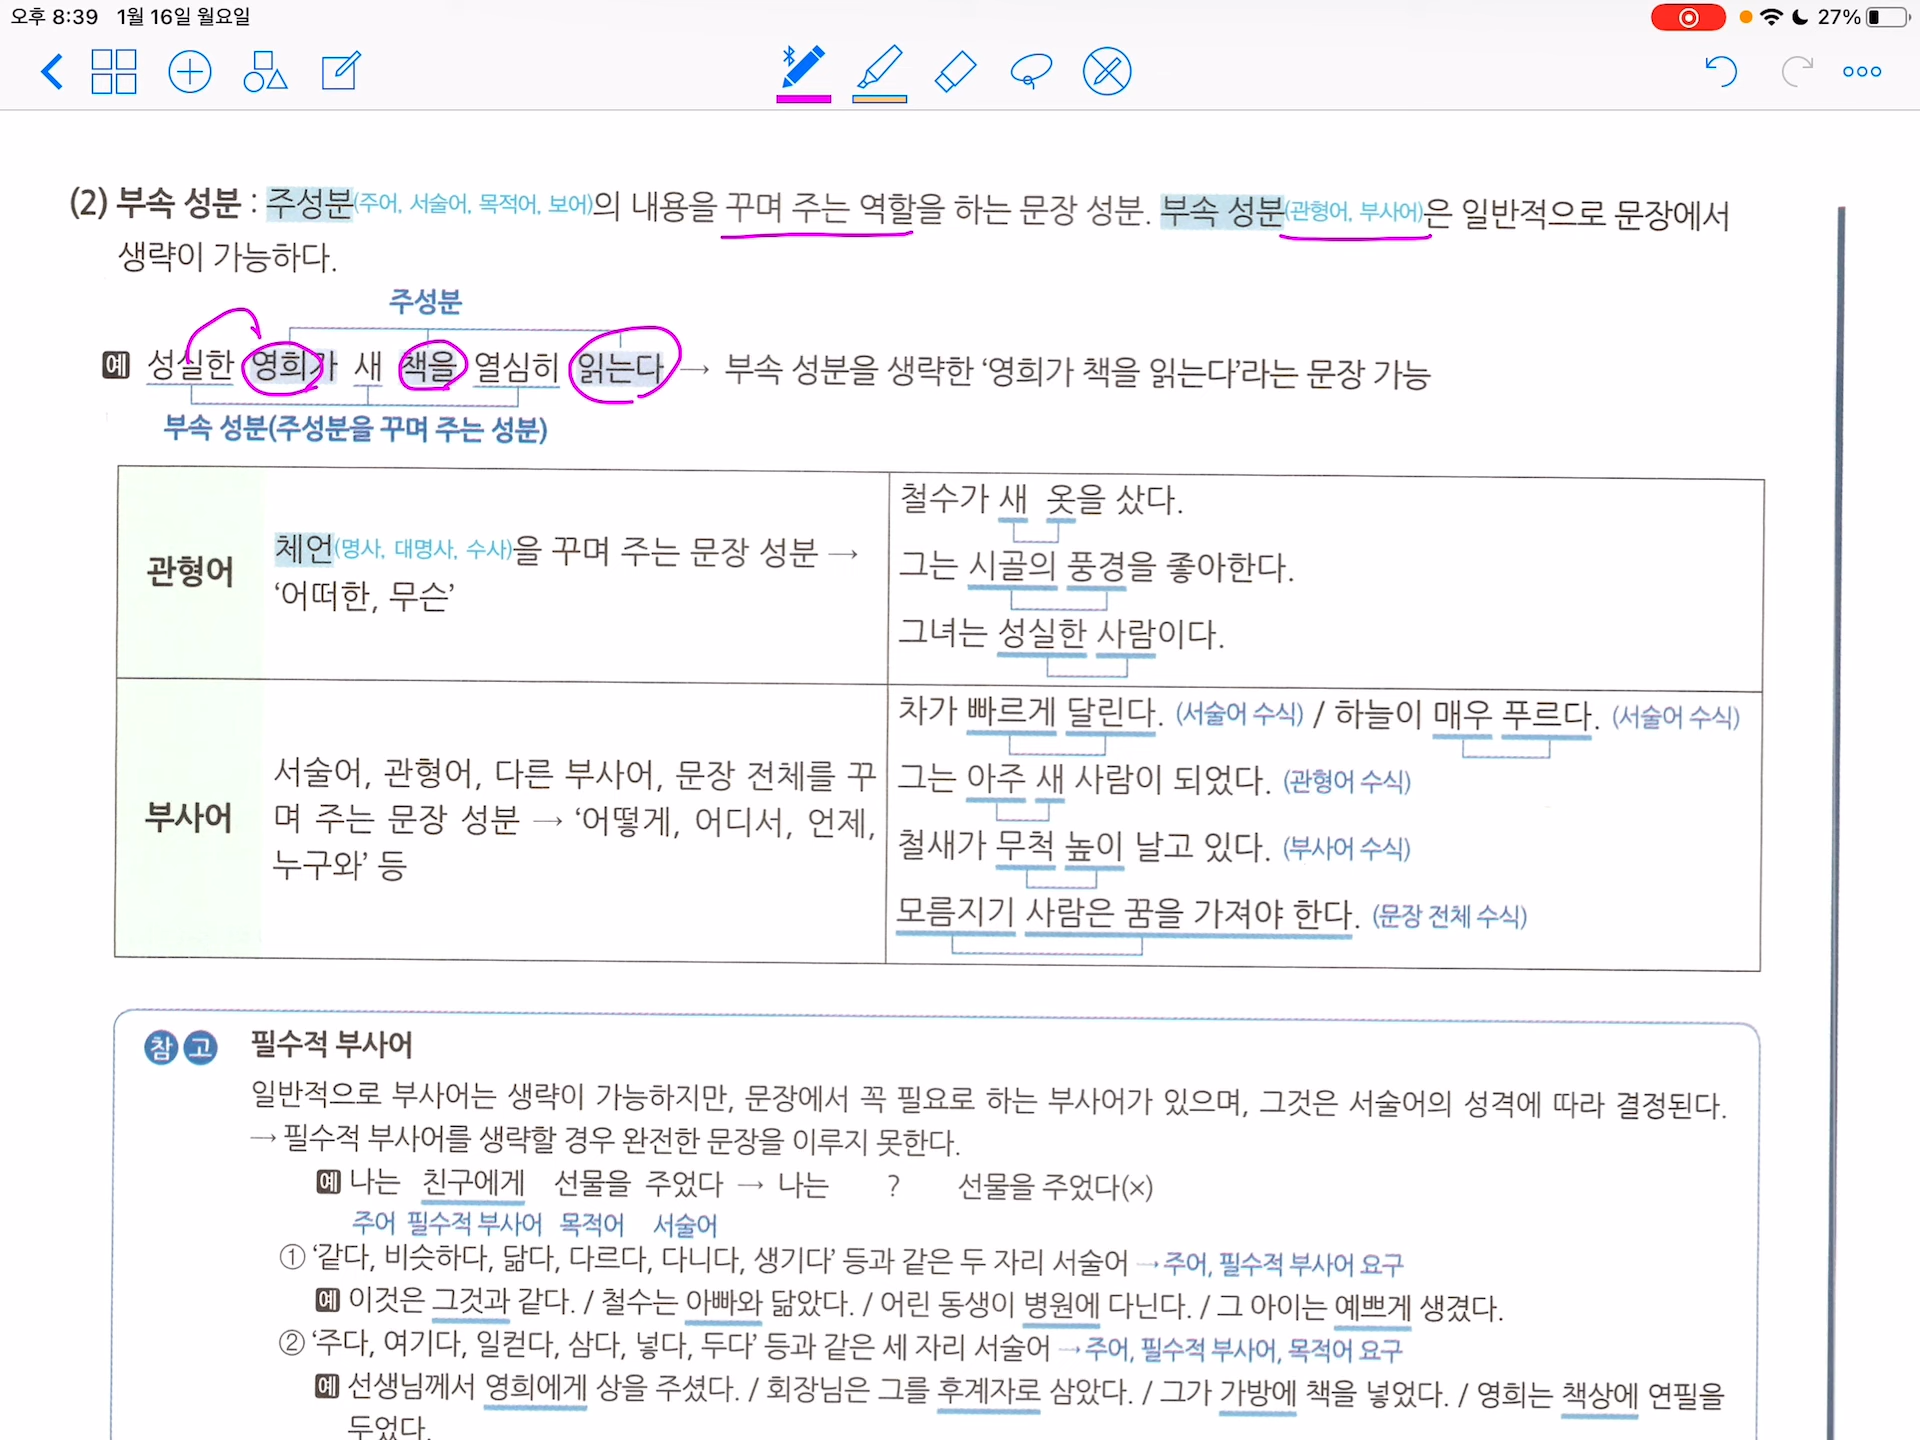 오후 8:39 1월 16일 월요일
27%
(2) 부속 성분 : 주성분(주어, 서술어, 목적어, 보어)의 내용을 꾸며 주는 역할을 하는 문장 성분. 부속 성분(관형어, 부사어)은 일반적으로 문장에서
생략이 가능하다.
주성분
예 성실한 영희가 새 책을 열심히 읽는다 → 부속 성분을 생략한 ‘영희가 책을 읽는다’라는 문장 가능
부속 성분(주성분을 꾸며 주는 성분)
관형어
체언(명사, 대명사, 수사)을 꾸며 주는 문장 성분 →
‘어떠한, 무슨’
철수가 새 옷을 샀다.
그는 시골의 풍경을 좋아한다.
그녀는 성실한 사람이다.
부사어
서술어, 관형어, 다른 부사어, 문장 전체를 꾸
며 주는 문장 성분 → ‘어떻게, 어디서, 언제,
누구와’ 등
차가 빠르게 달린다. (서술어 수식) / 하늘이 매우 푸르다. (서술어 수식)
그는 아주 새 사람이 되었다. (관형어 수식)
철새가 무척 높이 날고 있다. (부사어 수식)
모름지기 사람은 꿈을 가져야 한다. (문장 전체 수식)
참고 필수적 부사어
일반적으로 부사어는 생략이 가능하지만, 문장에서 꼭 필요로 하는 부사어가 있으며, 그것은 서술어의 성격에 따라 결정된다.
→ 필수적 부사어를 생략할 경우 완전한 문장을 이루지 못한다.
예 나는 친구에게 선물을 주었다 → 나는 ? 선물을 주었다(×)
주어 필수적 부사어 목적어 서술어
① ‘같다, 비슷하다, 닮다, 다르다, 다니다, 생기다’ 등과 같은 두 자리 서술어 → 주어, 필수적 부사어 요구
예 이것은 그것과 같다. / 철수는 아빠와 닮았다. / 어린 동생이 병원에 다닌다. / 그 아이는 예쁘게 생겼다.
② ‘주다, 여기다, 일컫다, 삼다, 넣다, 두다’ 등과 같은 세 자리 서술어 → 주어, 필수적 부사어, 목적어 요구
예 선생님께서 영희에게 상을 주셨다. / 회장님은 그를 후계자로 삼았다. / 그가 가방에 책을 넣었다. / 영희는 책상에 연필을
두었다.